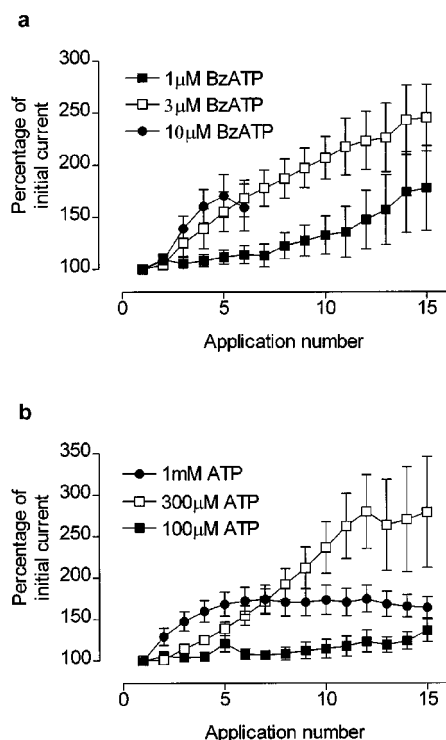 a
Percentage of
initial current
300
250
200
150
100
1μM BzATP
3μM BzATP
10μM BzATP
0 5 10 15
Application number
b
Percentage of
initial current
350
300
250
200
150
100
1mM ATP
300μM ATP
100μM ATP
0 5 10 15
Application number